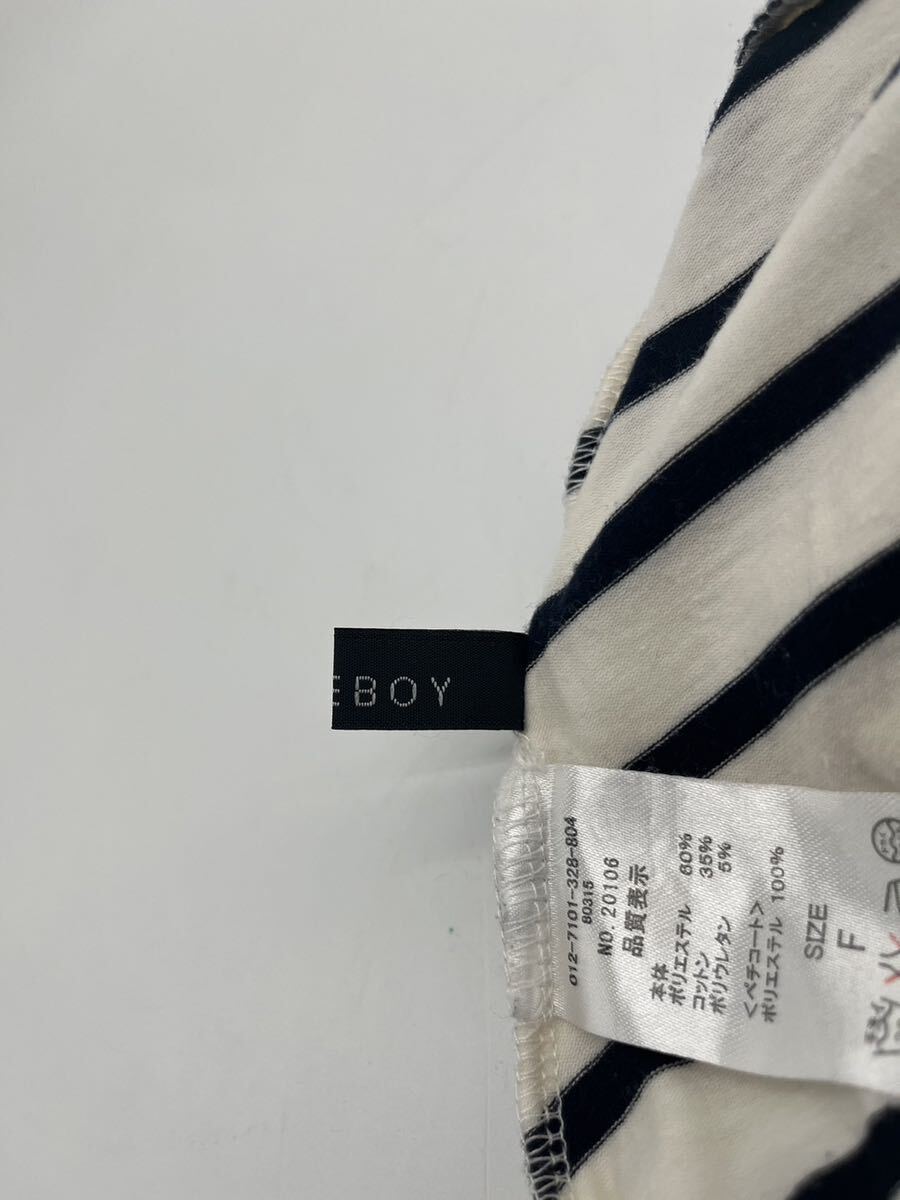 EBOY
012-7101-328-804
80315
NO. 20106
品質表示
本体
ポリエステル 60%
コットン 35%
ポリウレタン 5%
<ペチコート>
ポリエステル 100%
SIZE
F